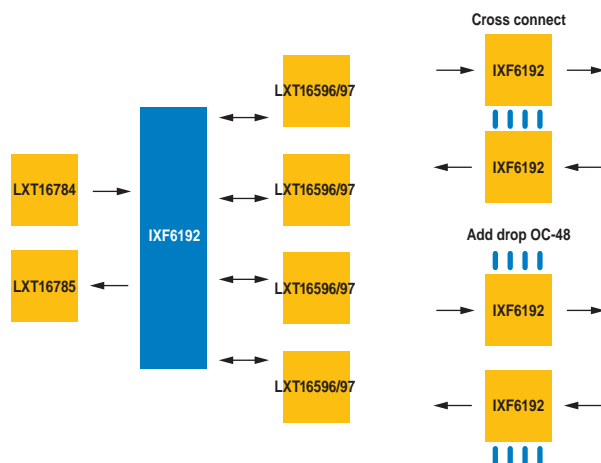 Cross connect
LXT16596/97
IXF6192
LXT16596/97
IXF6192
LXT16784
IXF6192
Add drop OC-48
LXT16785
LXT16596/97
IXF6192
LXT16596/97
IXF6192